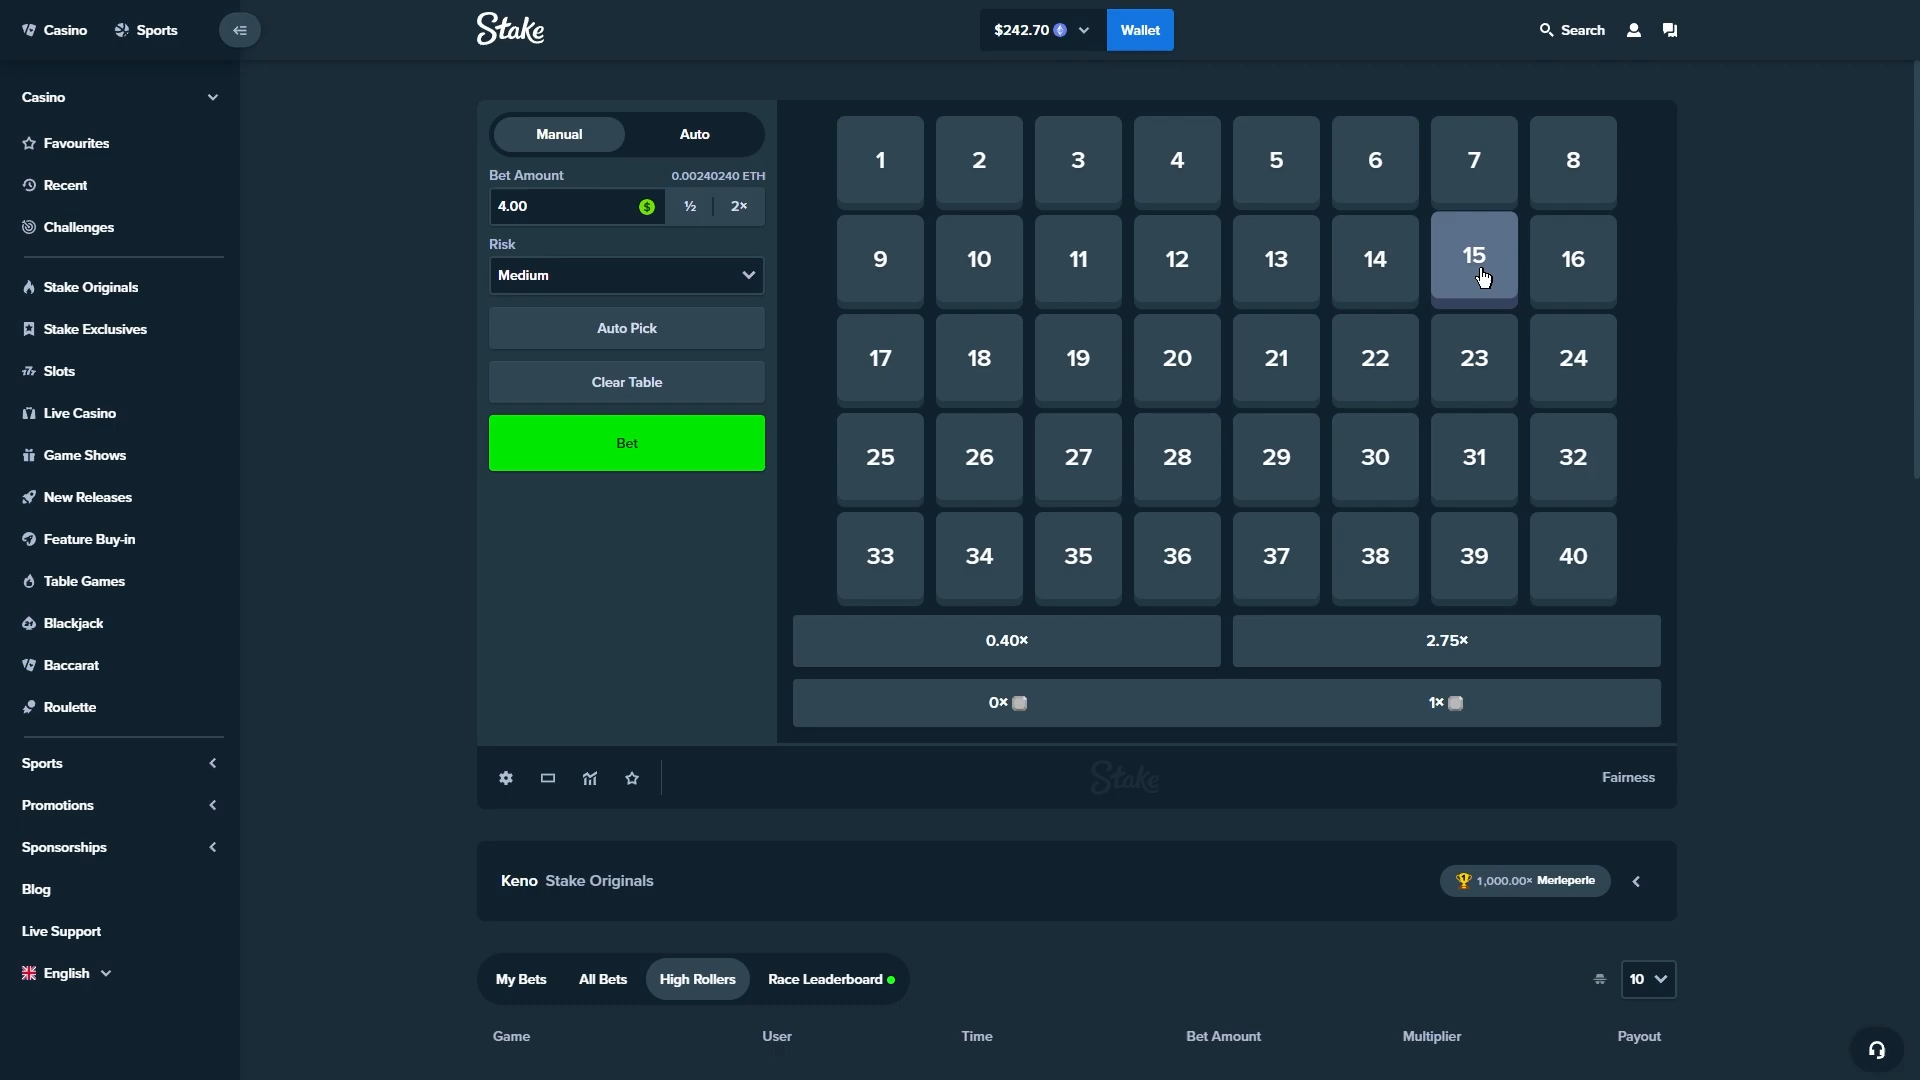 Casino
Sports
Stake
$242.70
Wallet
Search
Casino
Favourites
Recent
Challenges
Stake Originals
Stake Exclusives
Slots
Live Casino
Game Shows
New Releases
Feature Buy-in
Table Games
Blackjack
Baccarat
Roulette
Sports
Promotions
Sponsorships
Blog
Live Support
English
Manual Auto
Bet Amount 0.00240240 ETH
4.00 $ ½ 2×
Risk
Medium
Auto Pick
Clear Table
Bet
1 2 3 4 5 6 7 8
9 10 11 12 13 14 15 16
17 18 19 20 21 22 23 24
25 26 27 28 29 30 31 32
33 34 35 36 37 38 39 40
0.40× 2.75×
0× 1×
Stake
Fairness
Keno Stake Originals
1,000.00× Merleperle
My Bets All Bets High Rollers Race Leaderboard
10
Game User Time Bet Amount Multiplier Payout